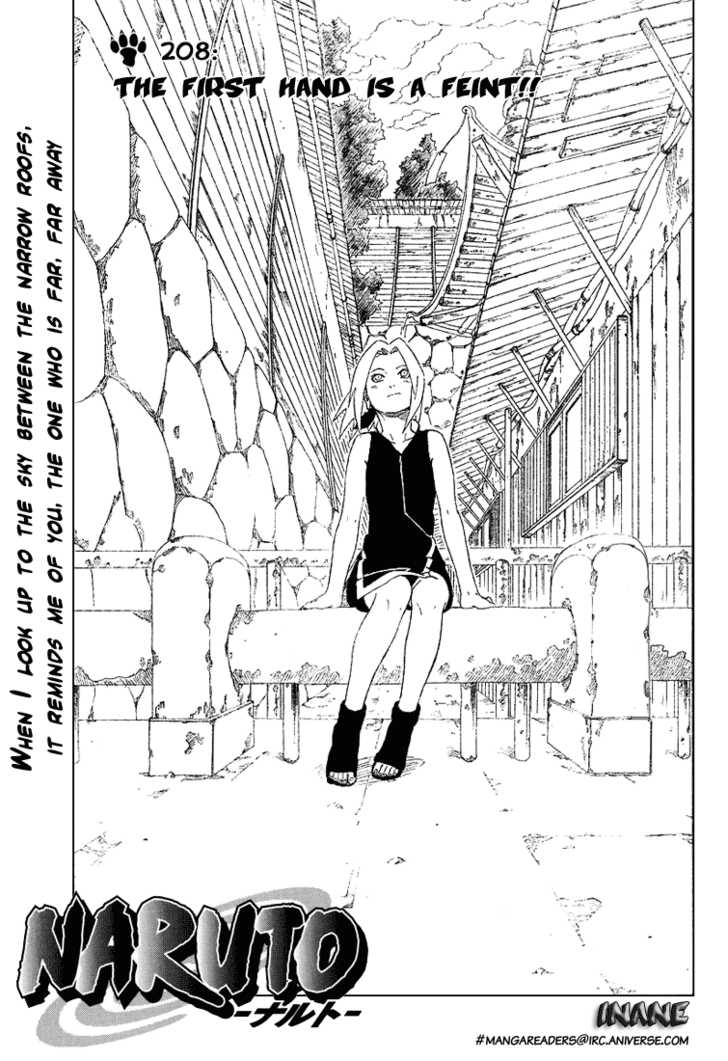 208:
THE FIRST HAND IS A FEINT!!
WHEN I LOOK UP TO THE SKY BETWEEN THE NARROW ROOFS,
IT REMINDS ME OF YOU, THE ONE WHO IS FAR, FAR AWAY
NARUTO
-ナルト-
INANE
#MANGAREADERS@IRC.ANIVERSE.COM